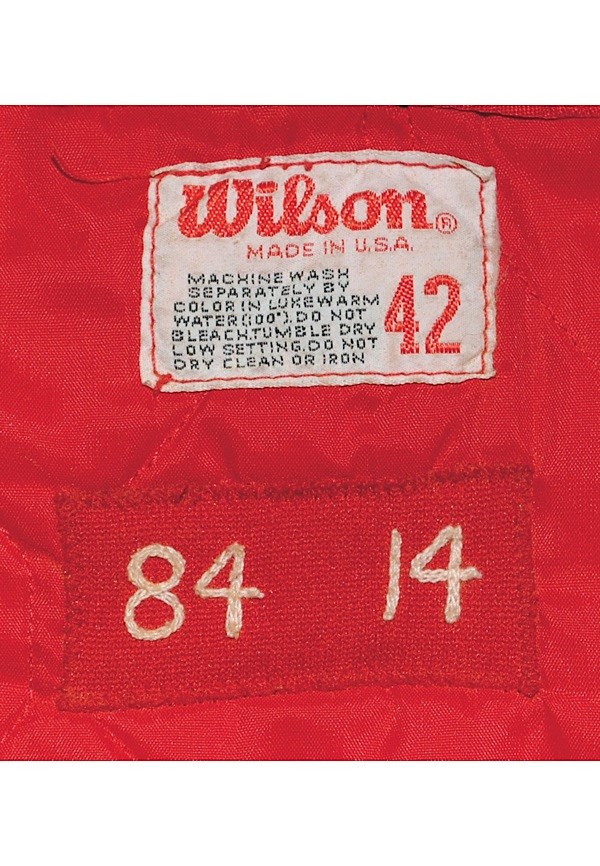 Wilson®
MADE IN U.S.A.
MACHINE WASH
SEPARATELY BY
COLOR IN LUKEWARM
WATER(100°). DO NOT
BLEACH.TUMBLE DRY
LOW SETTING.DO NOT
DRY CLEAN OR IRON
42
84 14